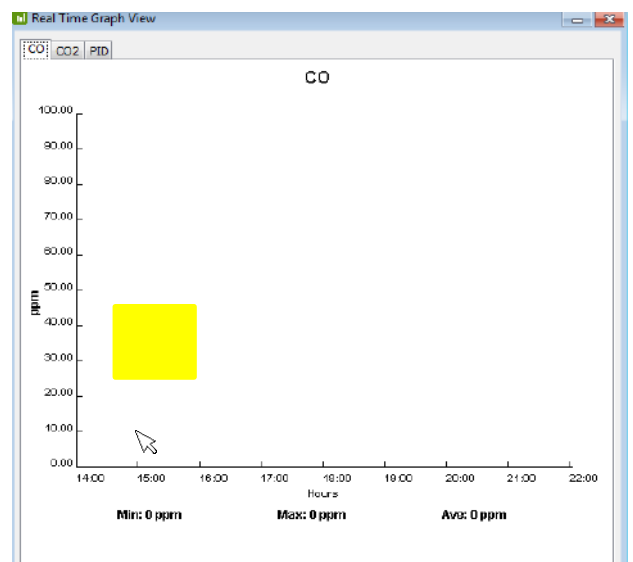 Real Time Graph View
CO CO2 PID
CO
100.00
90.00
80.00
70.00
60.00
50.00
40.00
30.00
20.00
10.00
0.00
ppm
14:00 15:00 16:00 17:00 18:00 19:00 20:00 21:00 22:00
Hours
Min: 0 ppm Max: 0 ppm Ave: 0 ppm